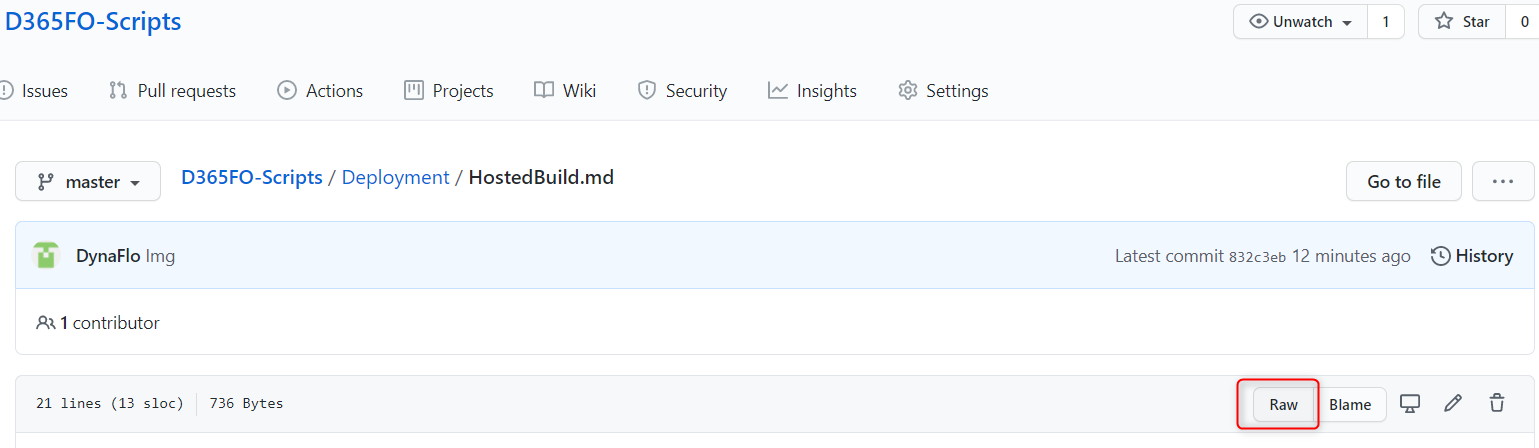 D365FO-Scripts
Unwatch 1
Star 0
Issues Pull requests Actions Projects Wiki Security Insights Settings
master
D365FO-Scripts / Deployment / HostedBuild.md
Go to file
...
DynaFlo Img
Latest commit 832c3eb 12 minutes ago
History
1 contributor
21 lines (13 sloc) 736 Bytes
Raw Blame